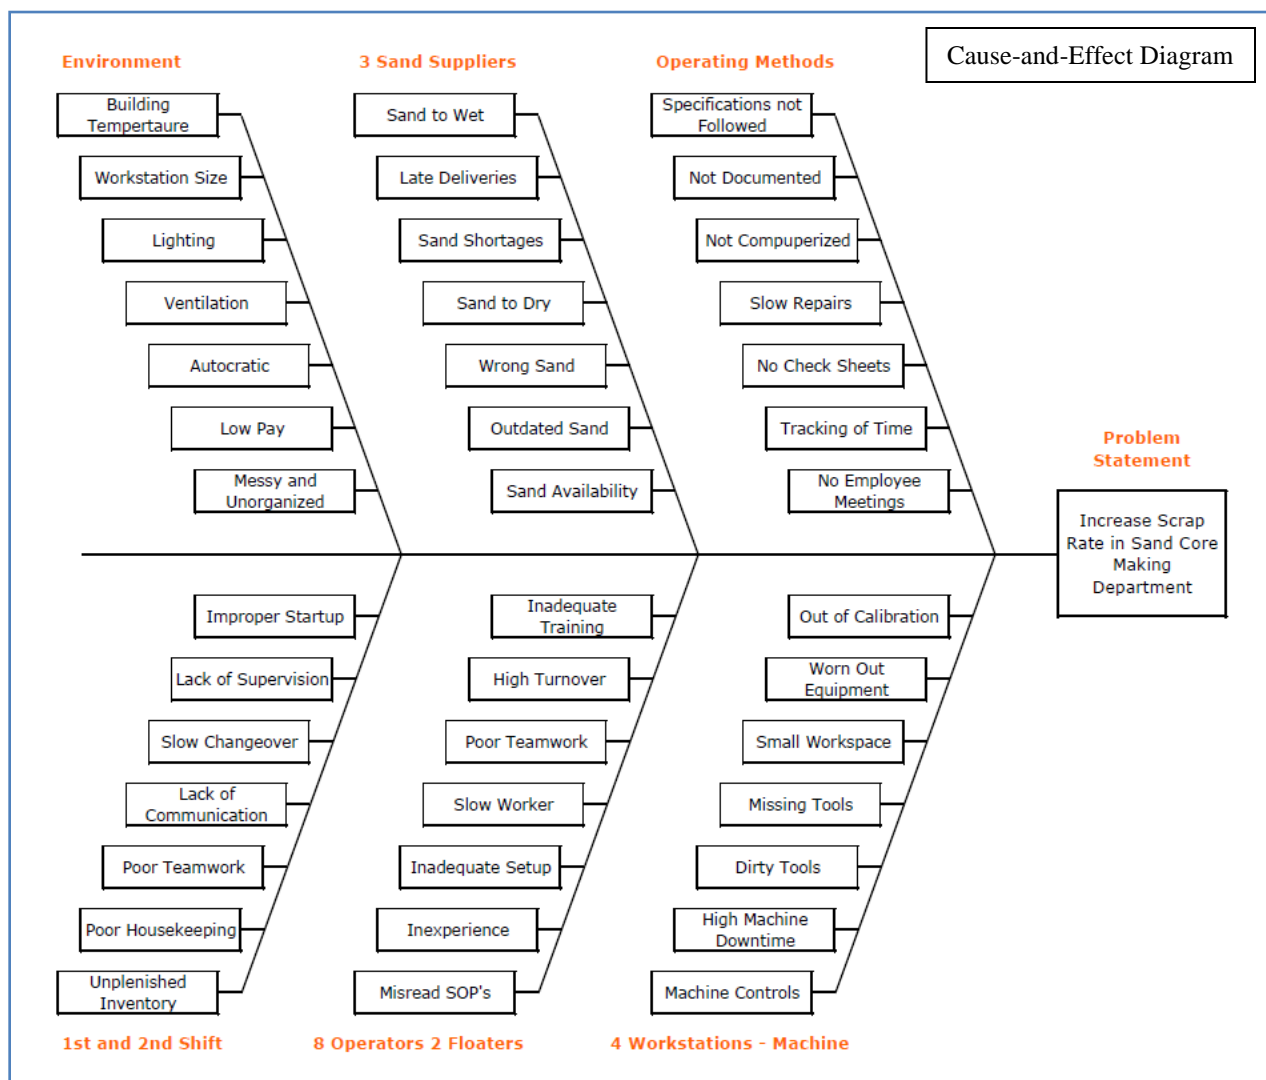 Cause-and-Effect Diagram
Environment
Building
Tempertaure
Workstation Size
Lighting
Ventilation
Autocratic
Low Pay
Messy and
Unorganized
3 Sand Suppliers
Sand to Wet
Late Deliveries
Sand Shortages
Sand to Dry
Wrong Sand
Outdated Sand
Sand Availability
Operating Methods
Specifications not
Followed
Not Documented
Not Compuperized
Slow Repairs
No Check Sheets
Tracking of Time
No Employee
Meetings
Problem
Statement
Increase Scrap
Rate in Sand Core
Making
Department
Improper Startup
Lack of Supervision
Slow Changeover
Lack of
Communication
Poor Teamwork
Poor Housekeeping
Unplenished
Inventory
1st and 2nd Shift
Inadequate
Training
High Turnover
Poor Teamwork
Slow Worker
Inadequate Setup
Inexperience
Misread SOP's
8 Operators 2 Floaters
Out of Calibration
Worn Out
Equipment
Small Workspace
Missing Tools
Dirty Tools
High Machine
Downtime
Machine Controls
4 Workstations - Machine